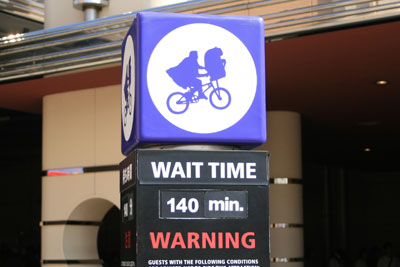 WAIT TIME
140 min.
WARNING
GUESTS WITH THE FOLLOWING CONDITIONS